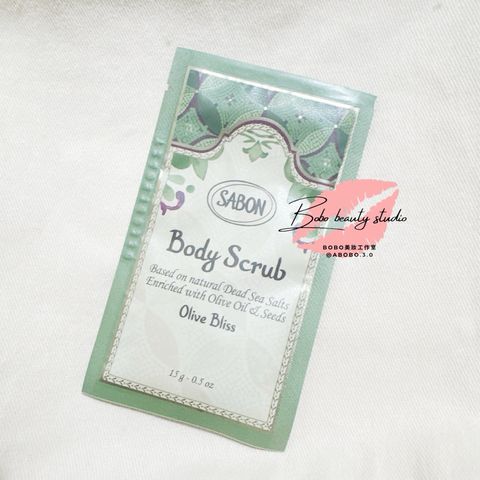 SABON
Body Scrub
Based on natural Dead Sea Salts
Enriched with Olive Oil & Seeds
Olive Bliss
15 g - 0.5 oz
Bobo beauty studio
BOBO美妝工作室
@ABOBO.3.0